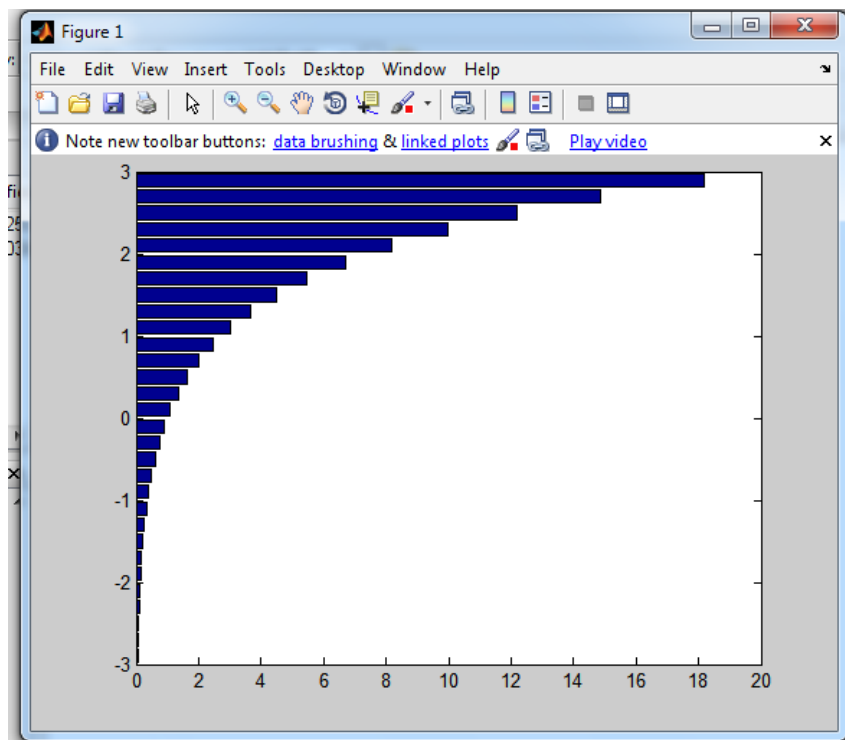 Figure 1
File Edit View Insert Tools Desktop Window Help
Note new toolbar buttons: data brushing & linked plots Play video
3
2
1
0
-1
-2
-3
0 2 4 6 8 10 12 14 16 18 20